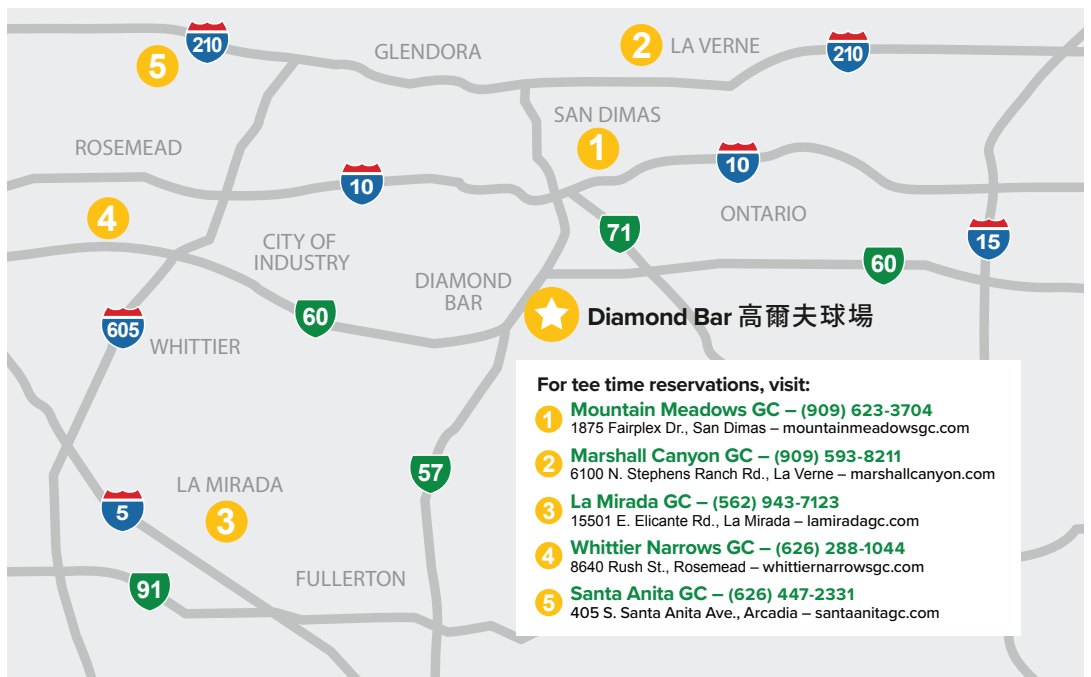 210
5
GLENDORA
2
LA VERNE
210
SAN DIMAS
1
ROSEMEAD
10
10
4
ONTARIO
71
15
CITY OF
INDUSTRY
60
DIAMOND
BAR
60
Diamond Bar 高爾夫球場
605
WHITTIER
For tee time reservations, visit:
1 Mountain Meadows GC – (909) 623-3704
1875 Fairplex Dr., San Dimas – mountainmeadowsgc.com
2 Marshall Canyon GC – (909) 593-8211
6100 N. Stephens Ranch Rd., La Verne – marshallcanyon.com
3 La Mirada GC – (562) 943-7123
15501 E. Elicante Rd., La Mirada – lamiradagc.com
4 Whittier Narrows GC – (626) 288-1044
8640 Rush St., Rosemead – whittiernarrowsgc.com
5 Santa Anita GC – (626) 447-2331
405 S. Santa Anita Ave., Arcadia – santaanitagc.com
57
LA MIRADA
5
3
FULLERTON
91